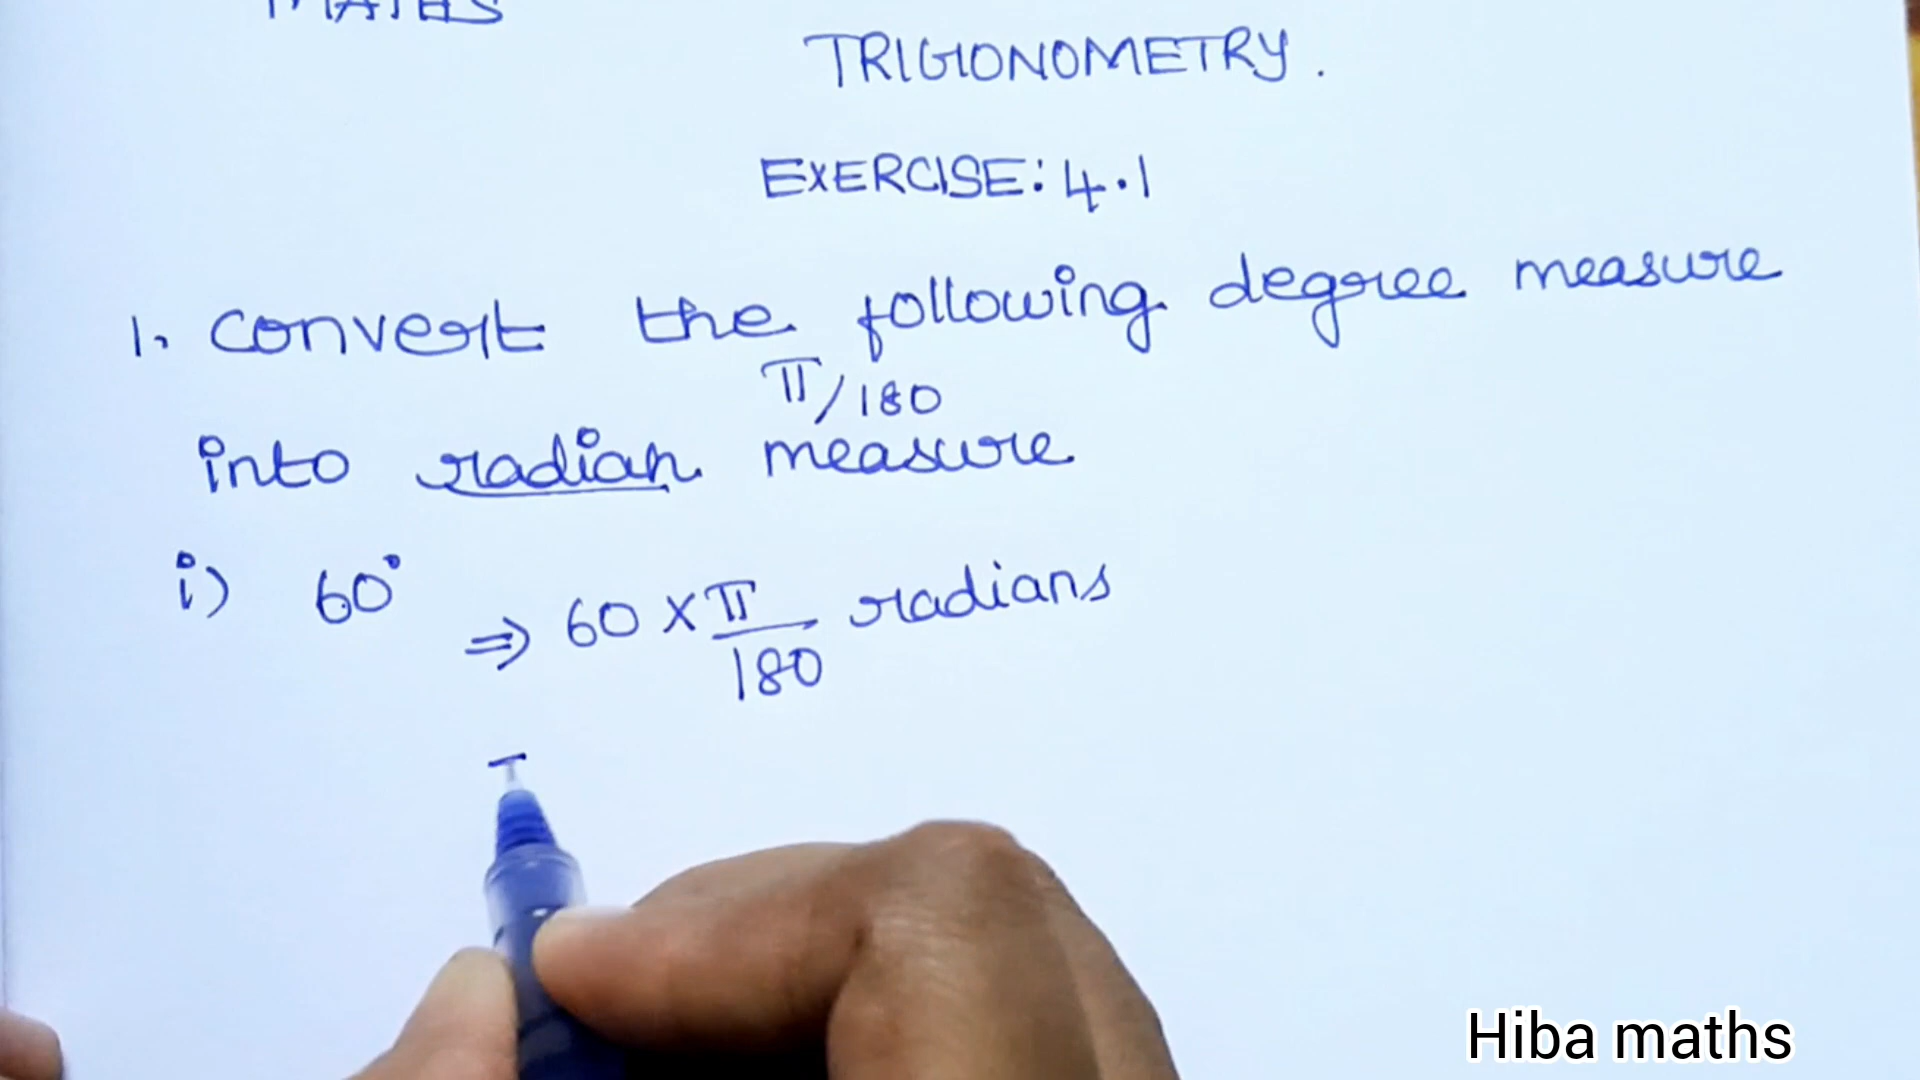 MATHS
TRIGONOMETRY.
EXERCISE: 4.1
1. Convert the following degree measure
π/180
into radian measure
i) 60° ⇒ 60 × π/180 radians
Hiba maths